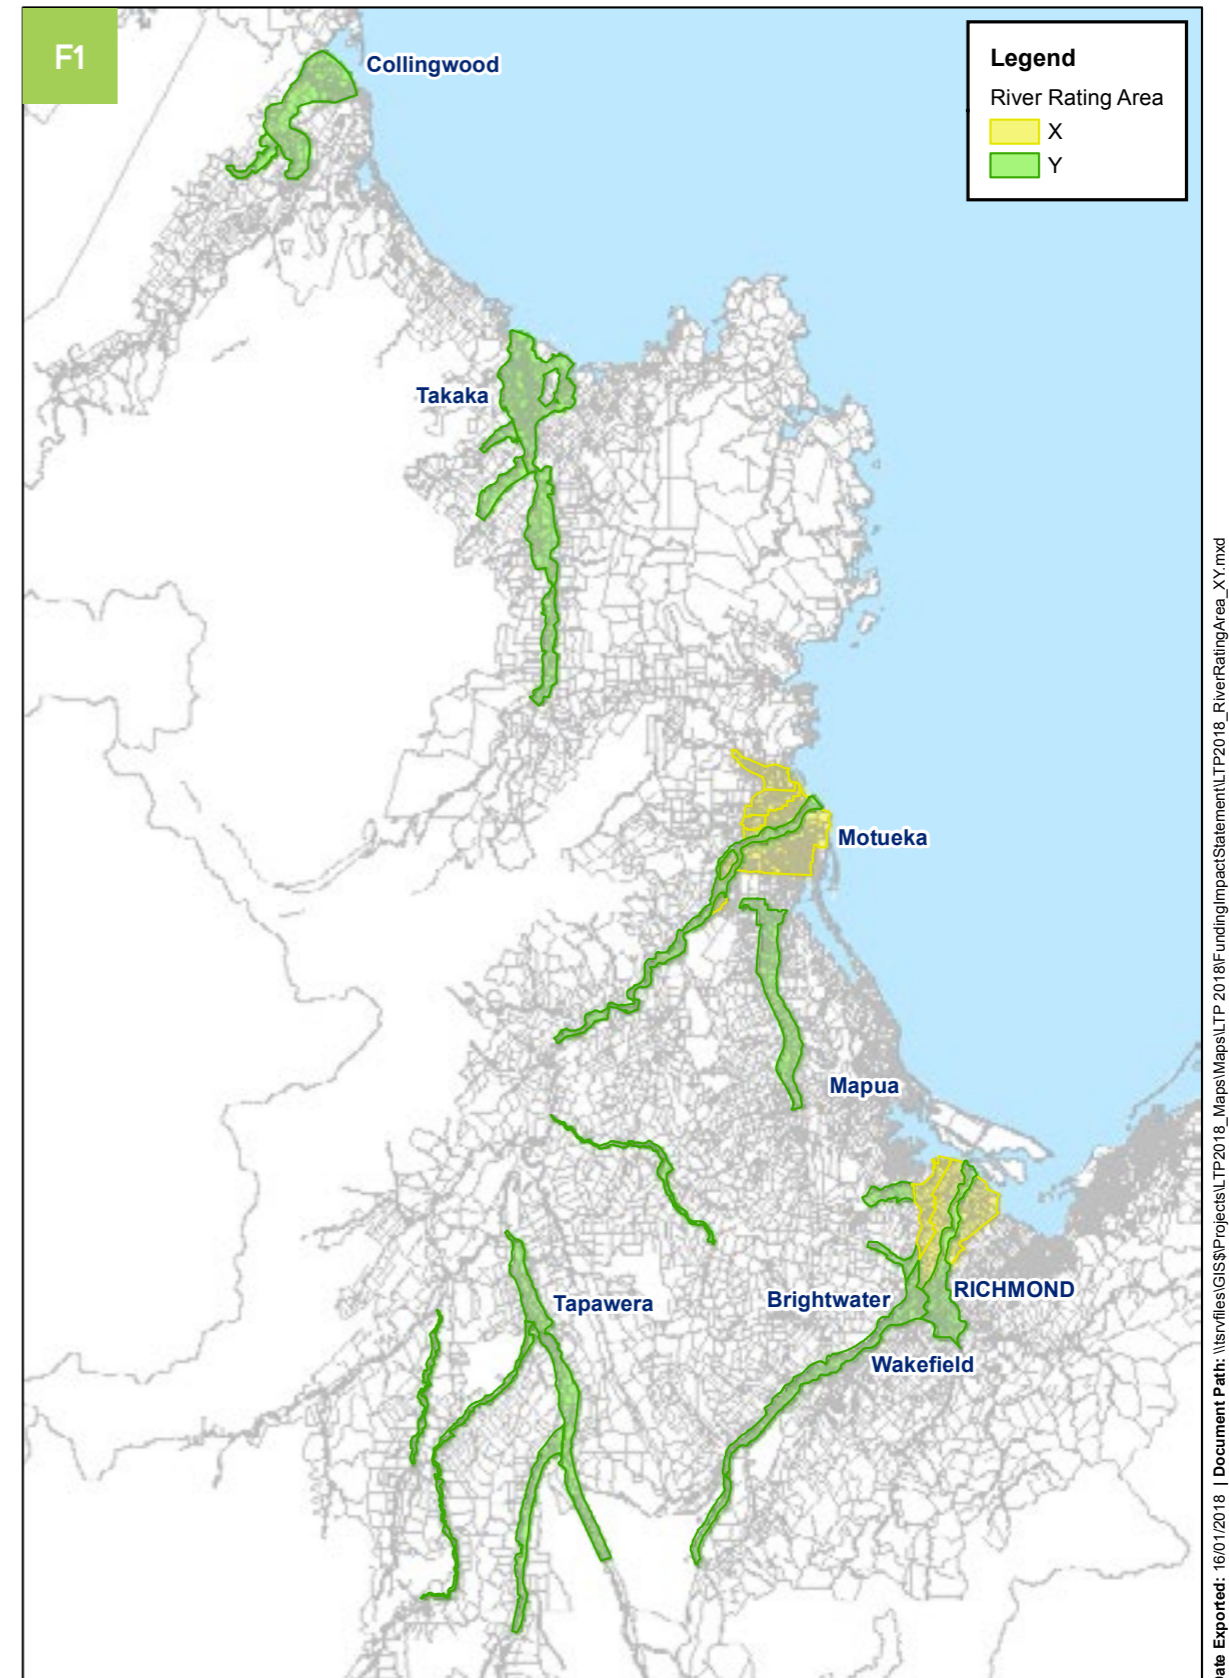 F1
Collingwood
Legend
River Rating Area
X
Y
Takaka
Motueka
Mapua
RICHMOND
Brightwater
Tapawera
Wakefield
ate Exported: 16/01/2018 | Document Path: \\tsrvfiles\GIS$\Projects\LTP2018_Maps\Maps\LTP 2018\FundingImpactStatement\LTP2018_RiverRatingArea_XY.mxd